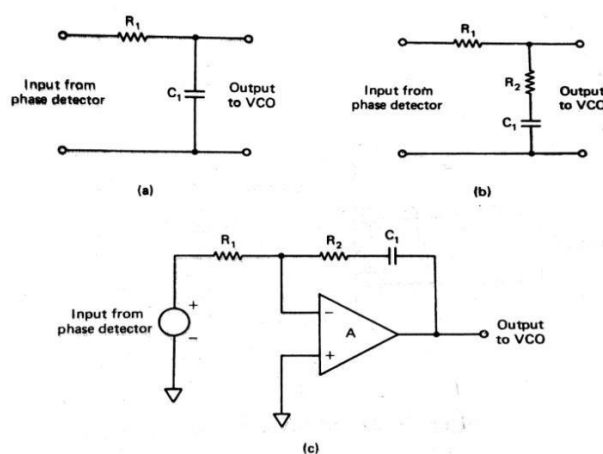 R₁
Input from
phase detector
C₁
Output
to VCO
(a)
R₁
Input from
phase detector
R₂
C₁
Output
to VCO
(b)
R₁
R₂
C₁
Input from
phase detector
+
−
−
A
+
Output
to VCO
(c)